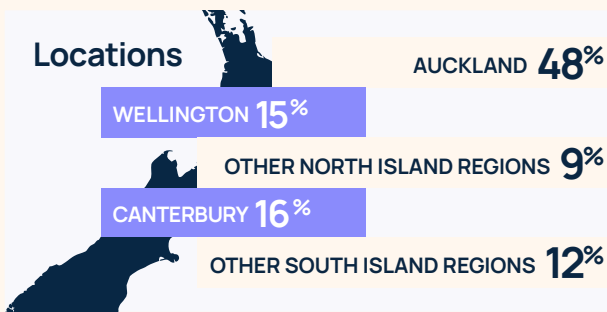 Locations
AUCKLAND 48%
WELLINGTON 15%
OTHER NORTH ISLAND REGIONS 9%
CANTERBURY 16%
OTHER SOUTH ISLAND REGIONS 12%